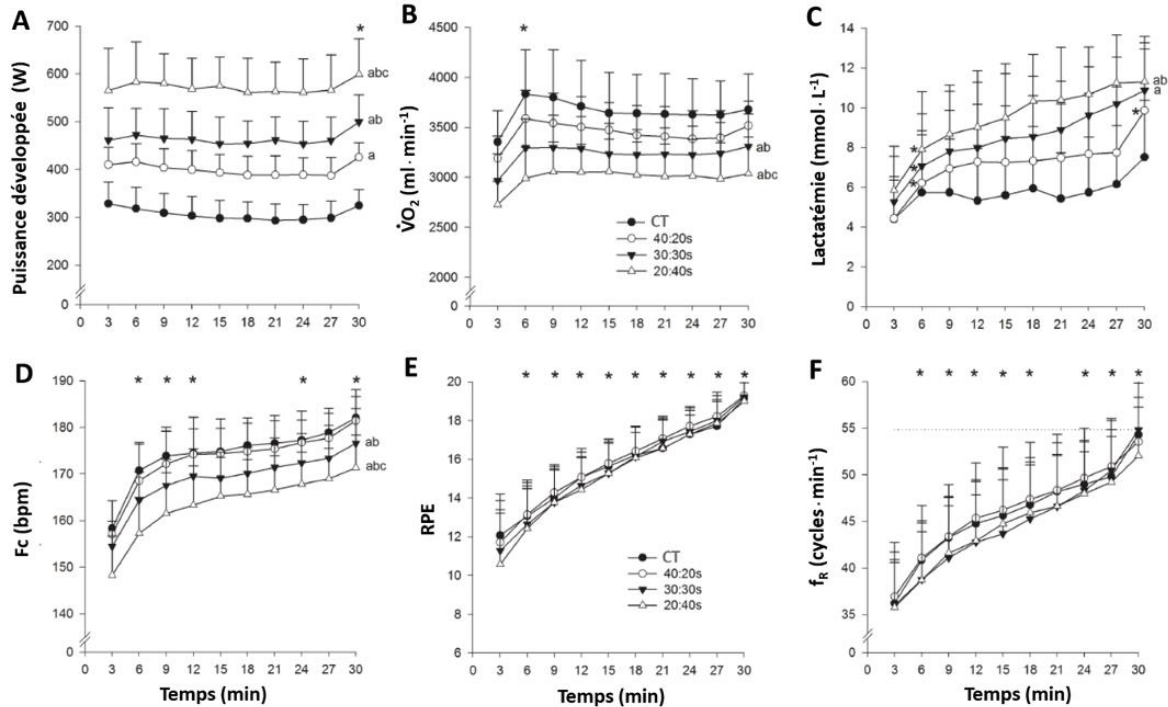 A
Puissance développée (W)
700
600
500
400
300
0
*
abc
ab
a
0 3 6 9 12 15 18 21 24 27 30
B
V̇O2 (ml · min-1)
4500
4000
3500
3000
2500
2000
0
*
ab
abc
CT
40:20s
30:30s
20:40s
0 3 6 9 12 15 18 21 24 27 30
C
Lactatémie (mmol · L-1)
14
12
10
8
6
4
2
0
*
*
*
*
ab
a
0 3 6 9 12 15 18 21 24 27 30
D
Fc (bpm)
190
180
170
160
150
140
0
* * * * *
ab
abc
0 3 6 9 12 15 18 21 24 27 30
Temps (min)
E
RPE
20
18
16
14
12
10
8
6
* * * * * * * * *
CT
40:20s
30:30s
20:40s
0 3 6 9 12 15 18 21 24 27 30
Temps (min)
F
fR (cycles · min-1)
60
55
50
45
40
35
0
* * * * * * * *
0 3 6 9 12 15 18 21 24 27 30
Temps (min)